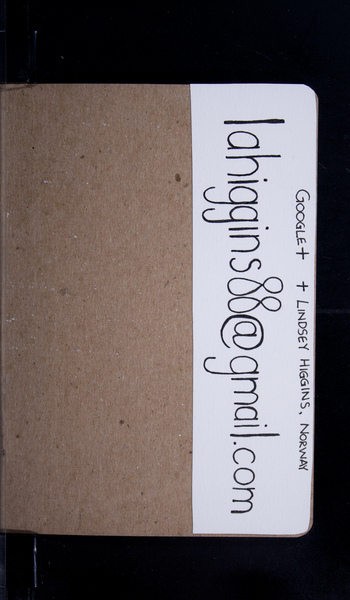 GOOGLE+ + LINDSEY HIGGINS, NORWAY
lahiggins88@gmail.com